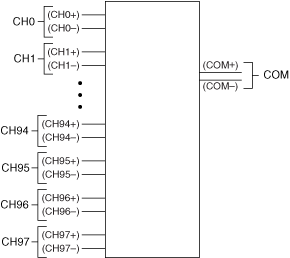 CH0 (CH0+)
(CH0–)
CH1 (CH1+)
(CH1–)
(COM+)
(COM–) COM
CH94 (CH94+)
(CH94–)
CH95 (CH95+)
(CH95–)
CH96 (CH96+)
(CH96–)
CH97 (CH97+)
(CH97–)